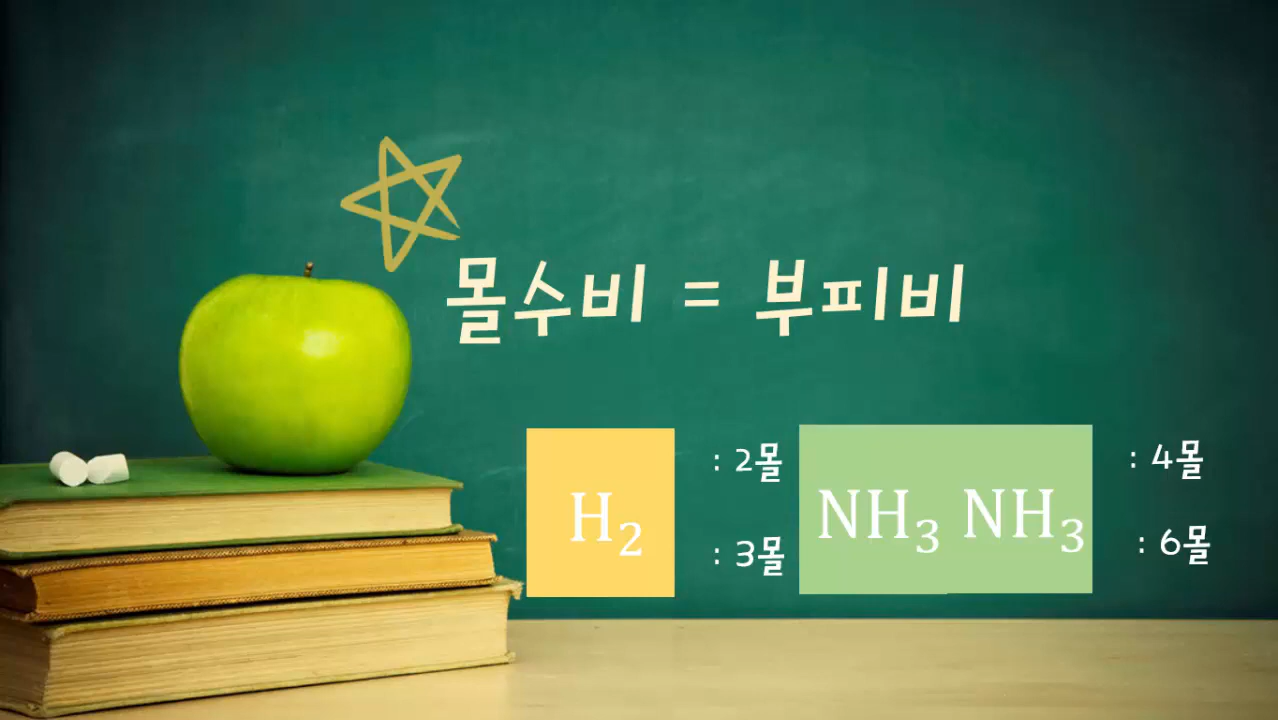 몰수비 = 부피비
H₂ : 2몰 NH₃ NH₃ : 4몰
: 3몰 : 6몰